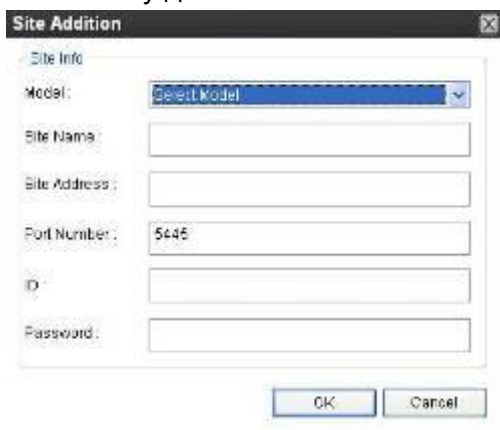 Site Addition
Site Info
Model :
Select Model
Site Name :
Site Address :
Port Number :
5445
ID :
Password :
OK
Cancel